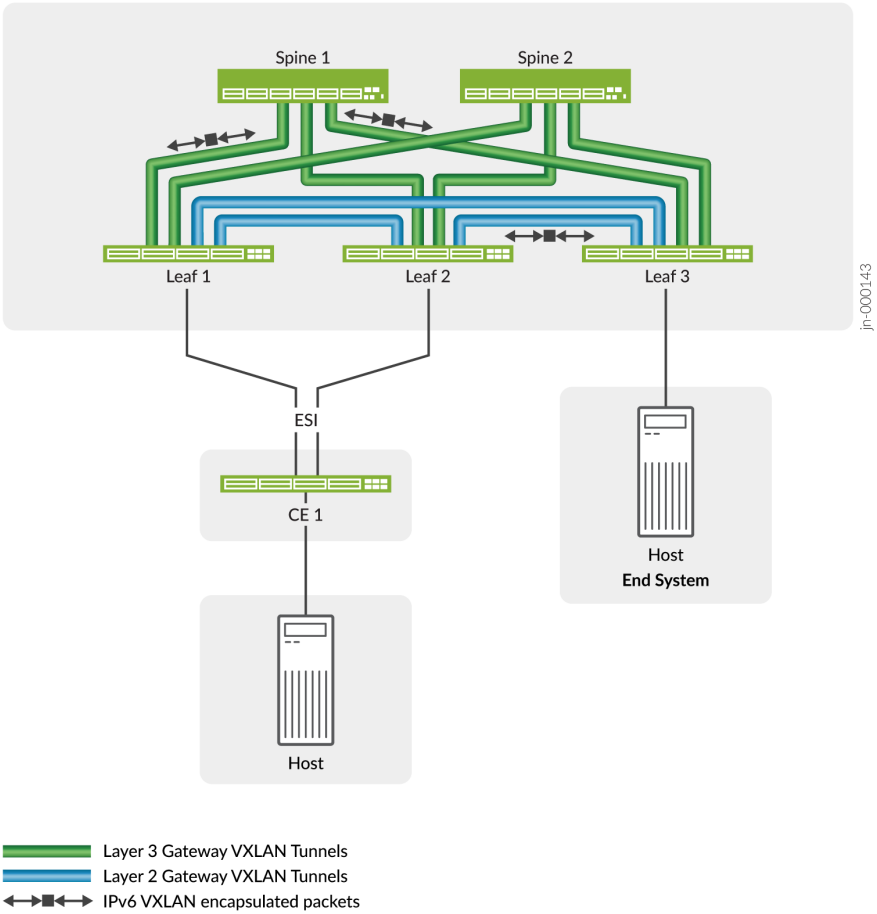 Spine 1
Spine 2
Leaf 1
Leaf 2
Leaf 3
jn-000143
ESI
CE 1
Host
End System
Host
Layer 3 Gateway VXLAN Tunnels
Layer 2 Gateway VXLAN Tunnels
IPv6 VXLAN encapsulated packets